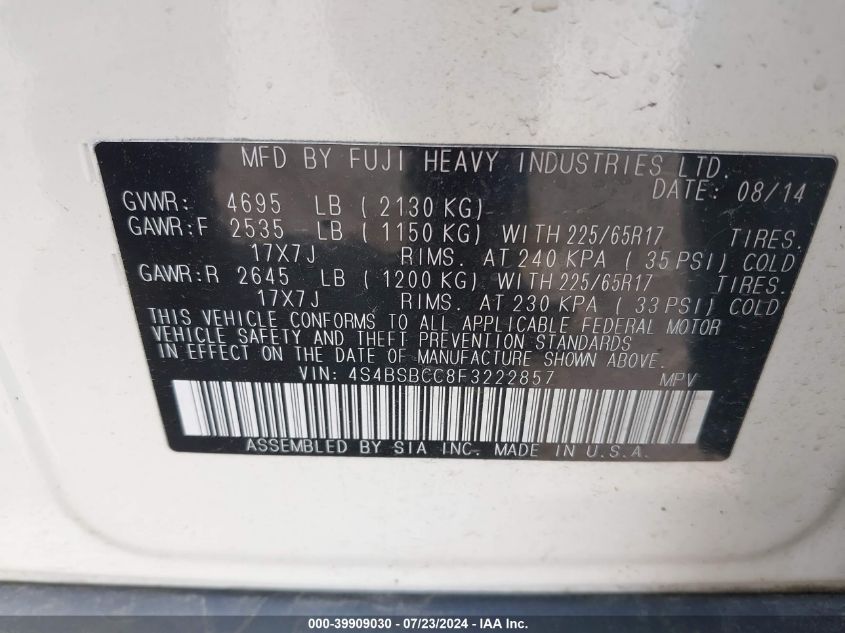 MFD BY FUJI HEAVY INDUSTRIES LTD.
DATE: 08/14
GVWR: 4695 LB ( 2130 KG)
GAWR:F 2535 LB ( 1150 KG) WITH 225/65R17 TIRES.
17X7J RIMS. AT 240 KPA ( 35 PSI) COLD
GAWR:R 2645 LB ( 1200 KG) WITH 225/65R17 TIRES.
17X7J RIMS. AT 230 KPA ( 33 PSI) COLD
THIS VEHICLE CONFORMS TO ALL APPLICABLE FEDERAL MOTOR
VEHICLE SAFETY AND THEFT PREVENTION STANDARDS
IN EFFECT ON THE DATE OF MANUFACTURE SHOWN ABOVE.
VIN: 4S4BSBCC8F3222857 MPV
ASSEMBLED BY SIA INC. MADE IN U.S.A.
000-39909030 - 07/23/2024 - IMPACT Auctions, Inc.